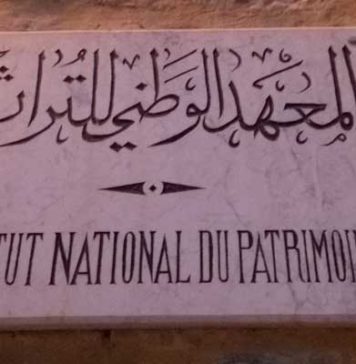 المعهد الوطني للتراث
TUT NATIONAL DU PATRIMOI